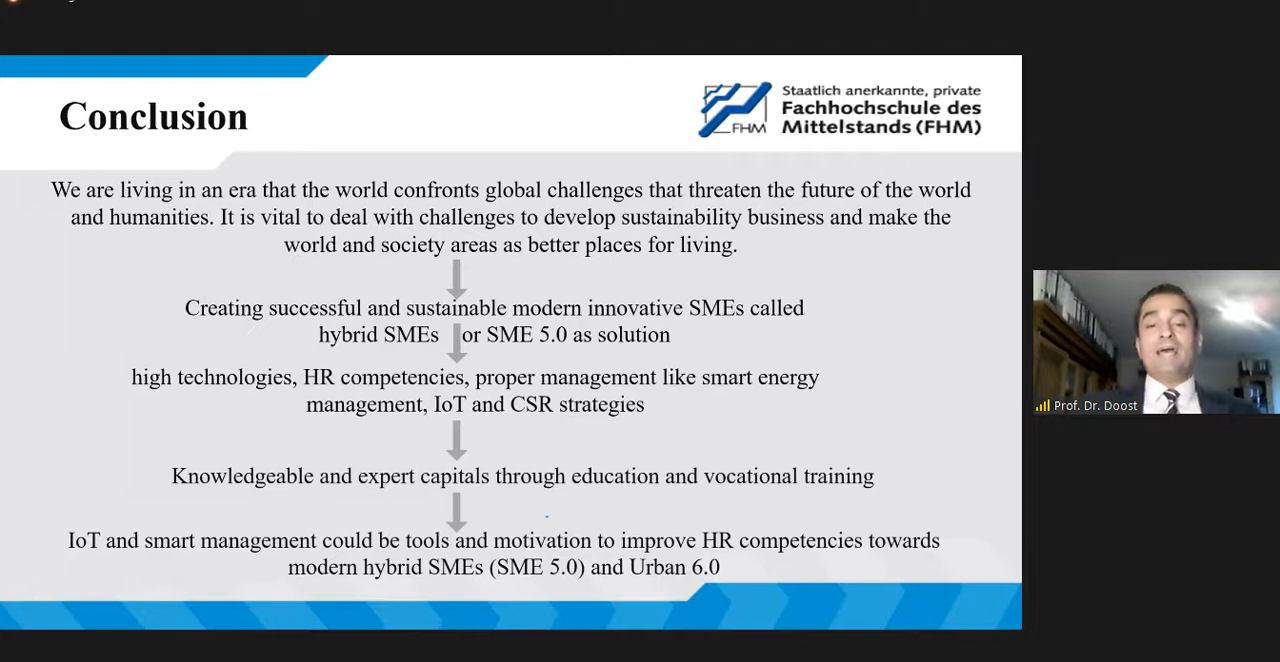 Conclusion
Staatlich anerkannte, private
Fachhochschule des
Mittelstands (FHM)
FHM
We are living in an era that the world confronts global challenges that threaten the future of the world
and humanities. It is vital to deal with challenges to develop sustainability business and make the
world and society areas as better places for living.
Creating successful and sustainable modern innovative SMEs called
hybrid SMEs or SME 5.0 as solution
high technologies, HR competencies, proper management like smart energy
management, IoT and CSR strategies
Knowledgeable and expert capitals through education and vocational training
IoT and smart management could be tools and motivation to improve HR competencies towards
modern hybrid SMEs (SME 5.0) and Urban 6.0
Prof. Dr. Doost